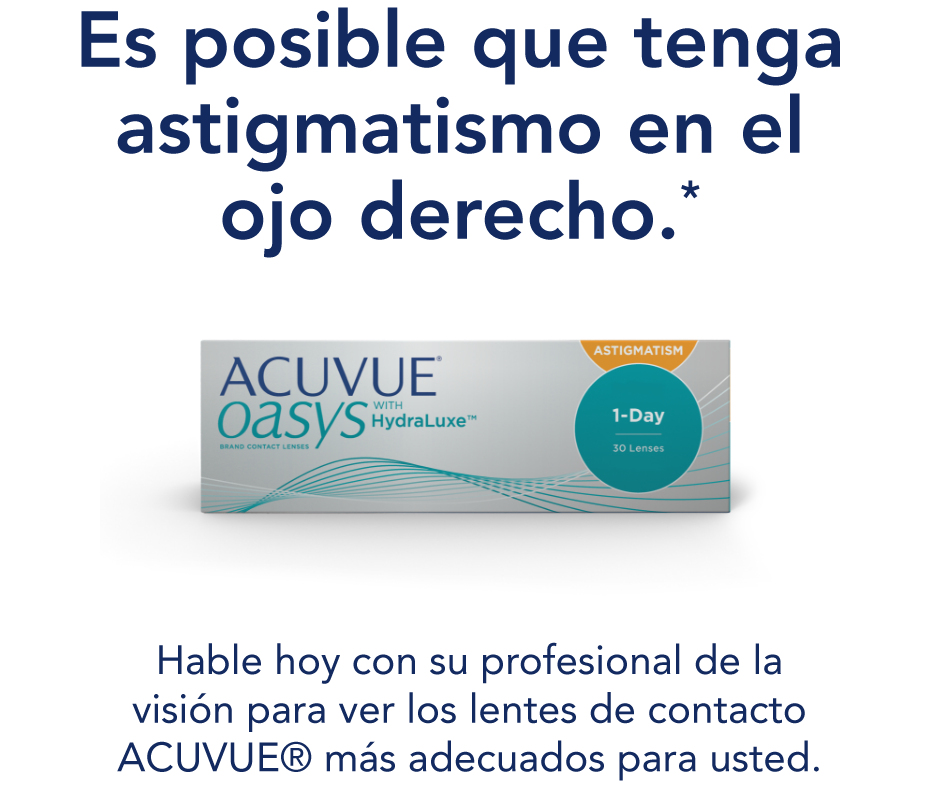 Es posible que tenga
astigmatismo en el
ojo derecho.*
ASTIGMATISM
ACUVUE®
oasys WITH HydraLuxe™
BRAND CONTACT LENSES
1-Day
30 Lenses
Hable hoy con su profesional de la
visión para ver los lentes de contacto
ACUVUE® más adecuados para usted.